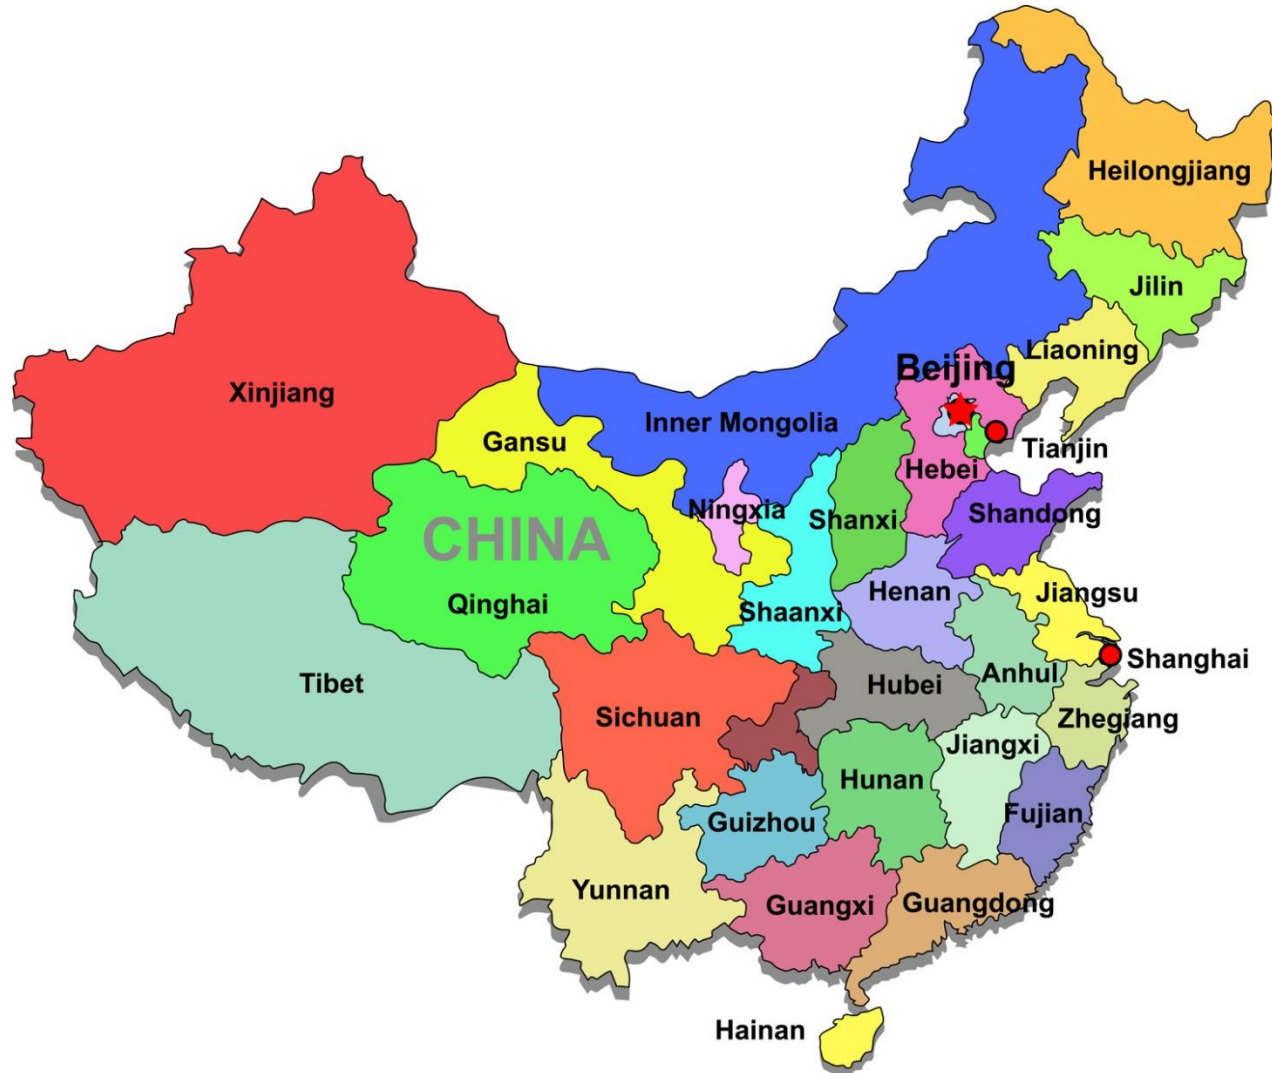 Heilongjiang
Jilin
Liaoning
Beijing
Xinjiang
Inner Mongolia
Gansu
Tianjin
Hebei
Ningxia
Shanxi
Shandong
CHINA
Qinghai
Shaanxi
Henan
Jiangsu
Shanghai
Tibet
Hubei
Anhul
Sichuan
Zhegiang
Jiangxi
Hunan
Guizhou
Fujian
Yunnan
Guangxi
Guangdong
Hainan